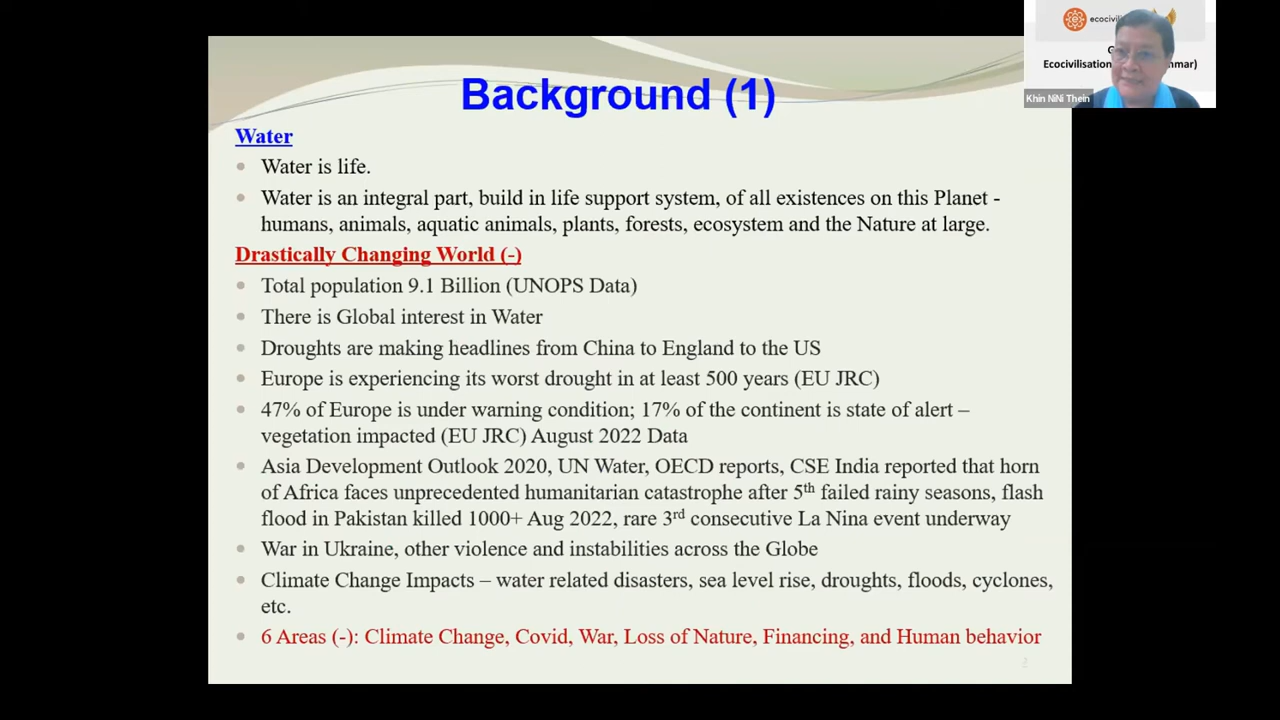 Background (1)
Water
Water is life.
Water is an integral part, build in life support system, of all existences on this Planet -
humans, animals, aquatic animals, plants, forests, ecosystem and the Nature at large.
Drastically Changing World (-)
Total population 9.1 Billion (UNOPS Data)
There is Global interest in Water
Droughts are making headlines from China to England to the US
Europe is experiencing its worst drought in at least 500 years (EU JRC)
47% of Europe is under warning condition; 17% of the continent is state of alert –
vegetation impacted (EU JRC) August 2022 Data
Asia Development Outlook 2020, UN Water, OECD reports, CSE India reported that horn
of Africa faces unprecedented humanitarian catastrophe after 5th failed rainy seasons, flash
flood in Pakistan killed 1000+ Aug 2022, rare 3rd consecutive La Nina event underway
War in Ukraine, other violence and instabilities across the Globe
Climate Change Impacts – water related disasters, sea level rise, droughts, floods, cyclones,
etc.
6 Areas (-): Climate Change, Covid, War, Loss of Nature, Financing, and Human behavior
2
Ecocivilisation
Khin NiNi Thein